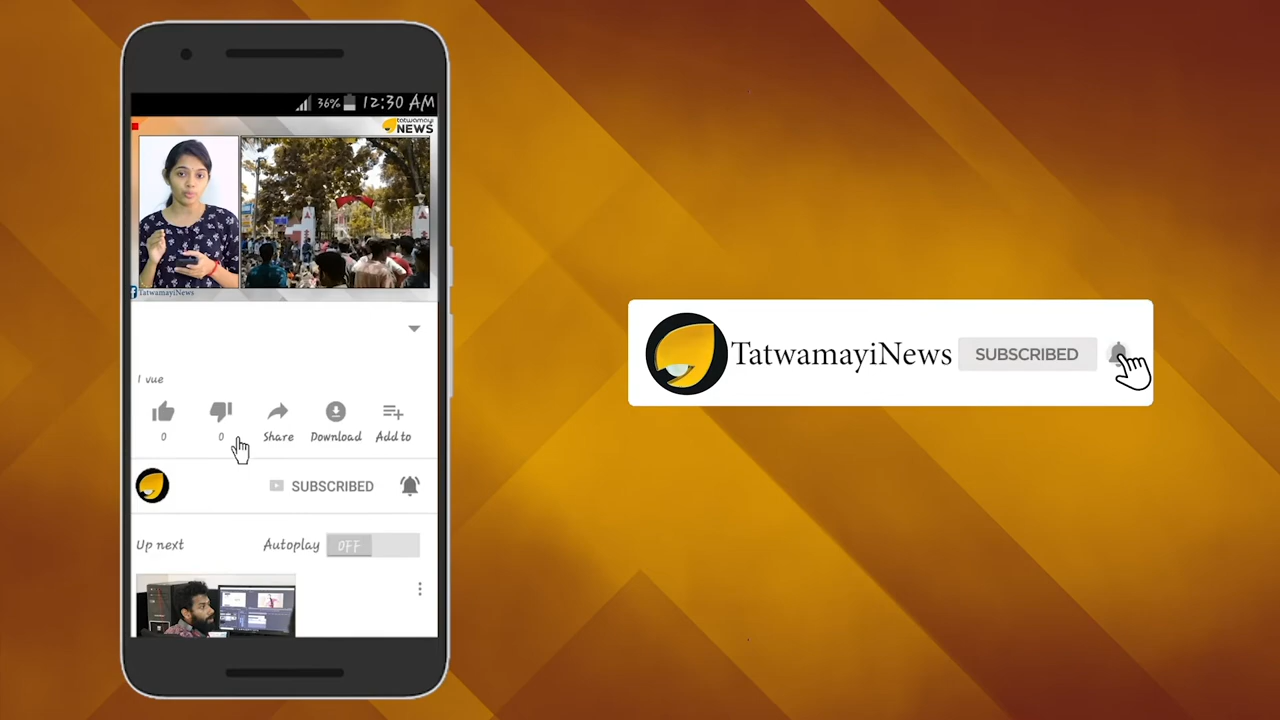 36% 12:30 AM
tatwamayi
NEWS
TatwamayiNews
1 vue
0 0 Share Download Add to
SUBSCRIBED
Up next Autoplay OFF
TatwamayiNews SUBSCRIBED